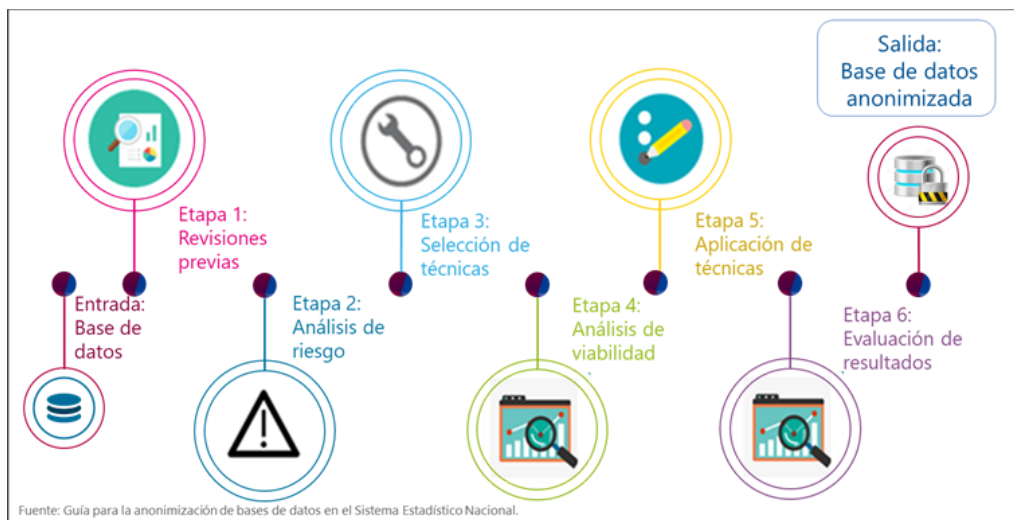 Entrada:
Base de
datos
Etapa 1:
Revisiones
previas
Etapa 2:
Análisis de
riesgo
Etapa 3:
Selección de
técnicas
Etapa 4:
Análisis de
viabilidad
Etapa 5:
Aplicación de
técnicas
Etapa 6:
Evaluación de
resultados
Salida:
Base de datos
anonimizada
Fuente: Guía para la anonimización de bases de datos en el Sistema Estadístico Nacional.